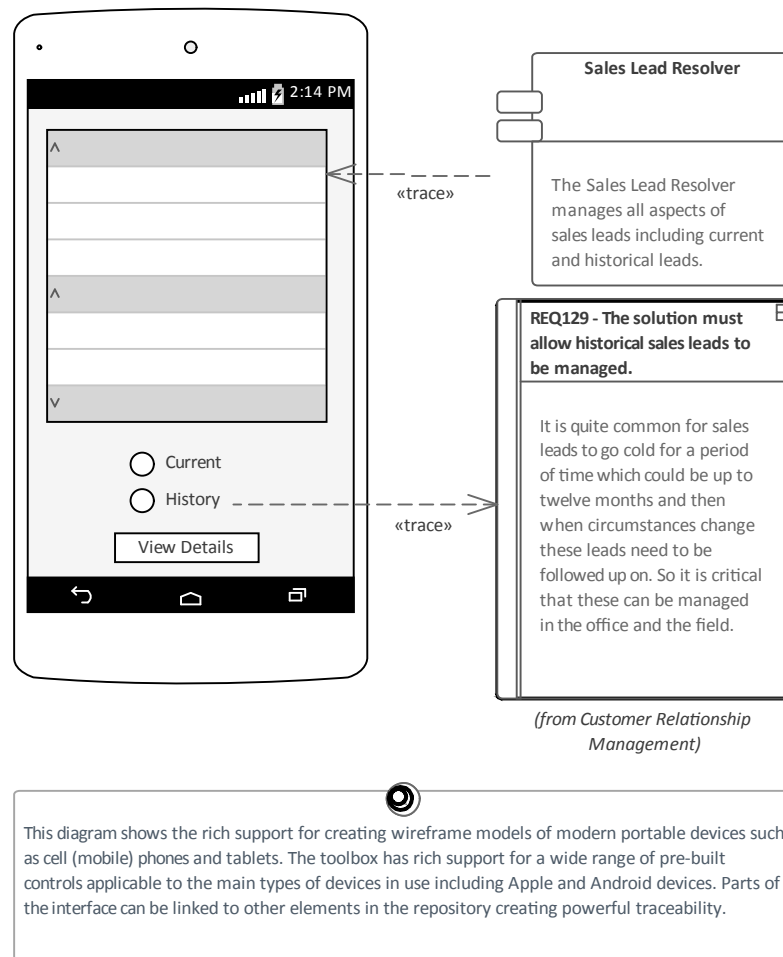 2:14 PM
Current
History
View Details
«trace»
«trace»
Sales Lead Resolver
The Sales Lead Resolver
manages all aspects of
sales leads including current
and historical leads.
REQ129 - The solution must
allow historical sales leads to
be managed.
It is quite common for sales
leads to go cold for a period
of time which could be up to
twelve months and then
when circumstances change
these leads need to be
followed up on. So it is critical
that these can be managed
in the office and the field.
(from Customer Relationship
Management)
This diagram shows the rich support for creating wireframe models of modern portable devices such
as cell (mobile) phones and tablets. The toolbox has rich support for a wide range of pre-built
controls applicable to the main types of devices in use including Apple and Android devices. Parts of
the interface can be linked to other elements in the repository creating powerful traceability.